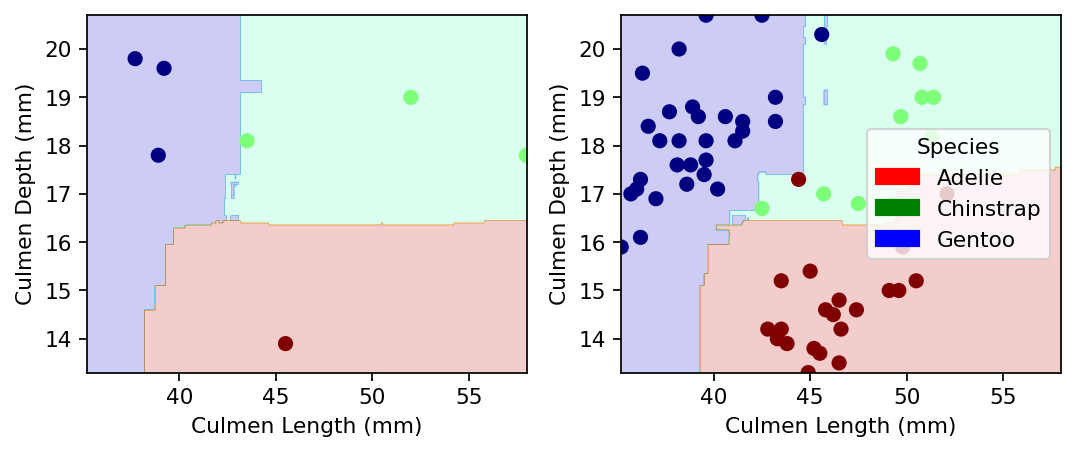 20
19
18
17
16
15
14
Culmen Depth (mm)
40 45 50 55
Culmen Length (mm)
20
19
18
17
16
15
14
Culmen Depth (mm)
40 45 50 55
Culmen Length (mm)
Species
Adelie
Chinstrap
Gentoo